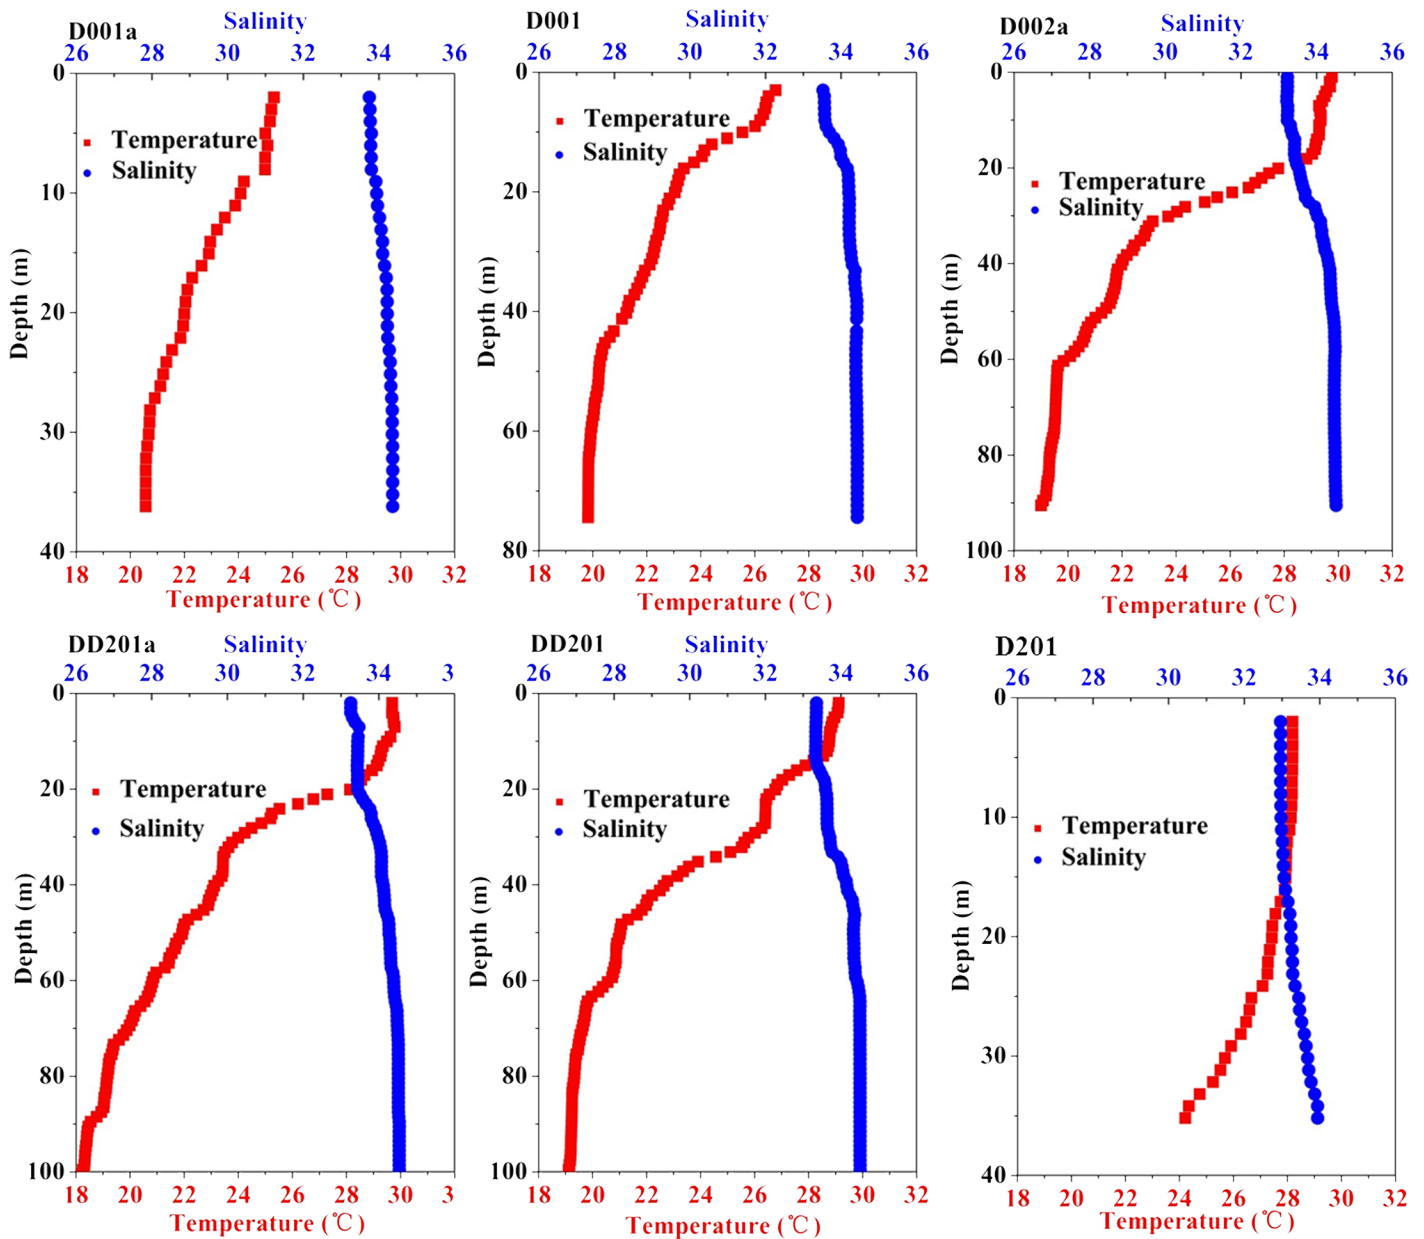 D001a
Salinity
26 28 30 32 34 36
0
10
20
30
40
Depth (m)
Temperature
Salinity
18 20 22 24 26 28 30 32
Temperature (℃)
D001
Salinity
26 28 30 32 34 36
0
20
40
60
80
Depth (m)
Temperature
Salinity
18 20 22 24 26 28 30 32
Temperature (℃)
D002a
Salinity
26 28 30 32 34 36
0
20
40
60
80
100
Depth (m)
Temperature
Salinity
18 20 22 24 26 28 30 32
Temperature (℃)
DD201a
Salinity
26 28 30 32 34 3
0
20
40
60
80
100
Depth (m)
Temperature
Salinity
18 20 22 24 26 28 30 3
Temperature (℃)
DD201
Salinity
26 28 30 32 34 36
0
20
40
60
80
100
Depth (m)
Temperature
Salinity
18 20 22 24 26 28 30 32
Temperature (℃)
D201
Salinity
26 28 30 32 34 36
0
10
20
30
40
Depth (m)
Temperature
Salinity
18 20 22 24 26 28 30 32
Temperature (℃)